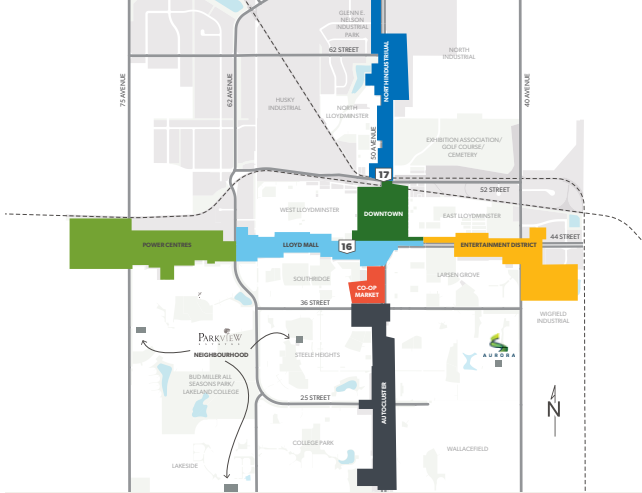 GLENN E.
NELSON
INDUSTRIAL
PARK
62 STREET
NORTH
INDUSTRIAL
NORTH INDUSTRIAL
75 AVENUE
62 AVENUE
40 AVENUE
HUSKY
INDUSTRIAL
NORTH
LLOYDMINSTER
50 AVENUE
EXHIBITION ASSOCIATION/
GOLF COURSE/
CEMETERY
17
52 STREET
WEST LLOYDMINSTER
DOWNTOWN
EAST LLOYDMINSTER
44 STREET
POWER CENTRES
LLOYD MALL
16
ENTERTAINMENT DISTRICT
SOUTHRIDGE
LARSEN GROVE
CO-OP
MARKET
36 STREET
WIGFIELD
INDUSTRIAL
PARKVIEW
ESTATES
NEIGHBOURHOOD
STEELE HEIGHTS
AURORA
BUD MILLER ALL
SEASONS PARK/
LAKELAND COLLEGE
25 STREET
AUTOCLUSTER
N
COLLEGE PARK
WALLACEFIELD
LAKESIDE